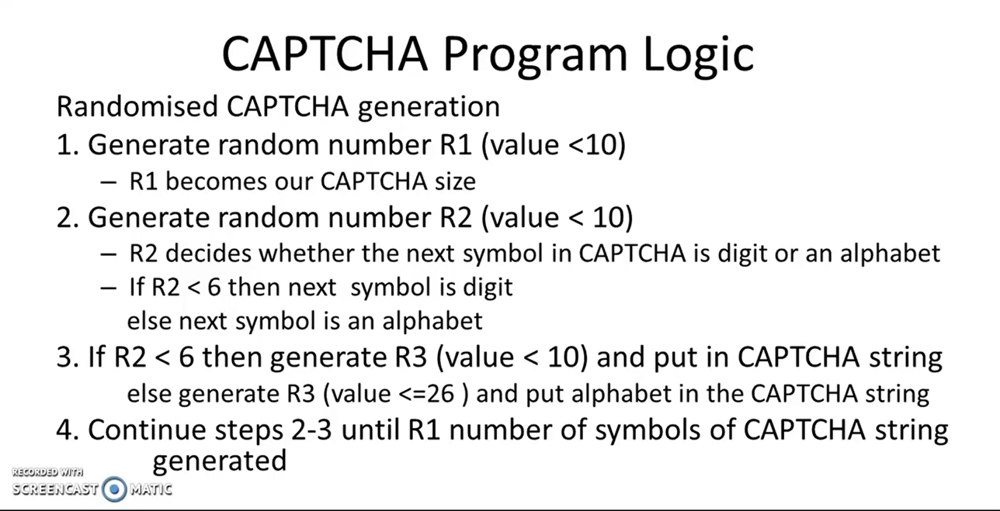 CAPTCHA Program Logic
Randomised CAPTCHA generation
1. Generate random number R1 (value <10)
– R1 becomes our CAPTCHA size
2. Generate random number R2 (value < 10)
– R2 decides whether the next symbol in CAPTCHA is digit or an alphabet
– If R2 < 6 then next symbol is digit
else next symbol is an alphabet
3. If R2 < 6 then generate R3 (value < 10) and put in CAPTCHA string
else generate R3 (value <=26 ) and put alphabet in the CAPTCHA string
4. Continue steps 2-3 until R1 number of symbols of CAPTCHA string
generated
RECORDED WITH
SCREENCAST MATIC